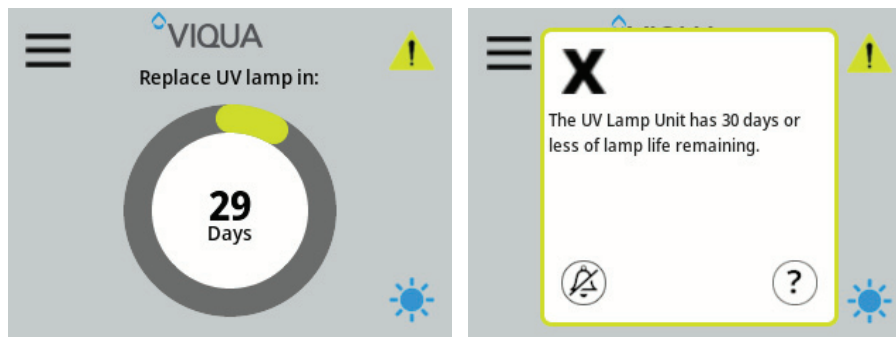 VIQUA
Replace UV lamp in:
29
Days
X
The UV Lamp Unit has 30 days or
less of lamp life remaining.
?